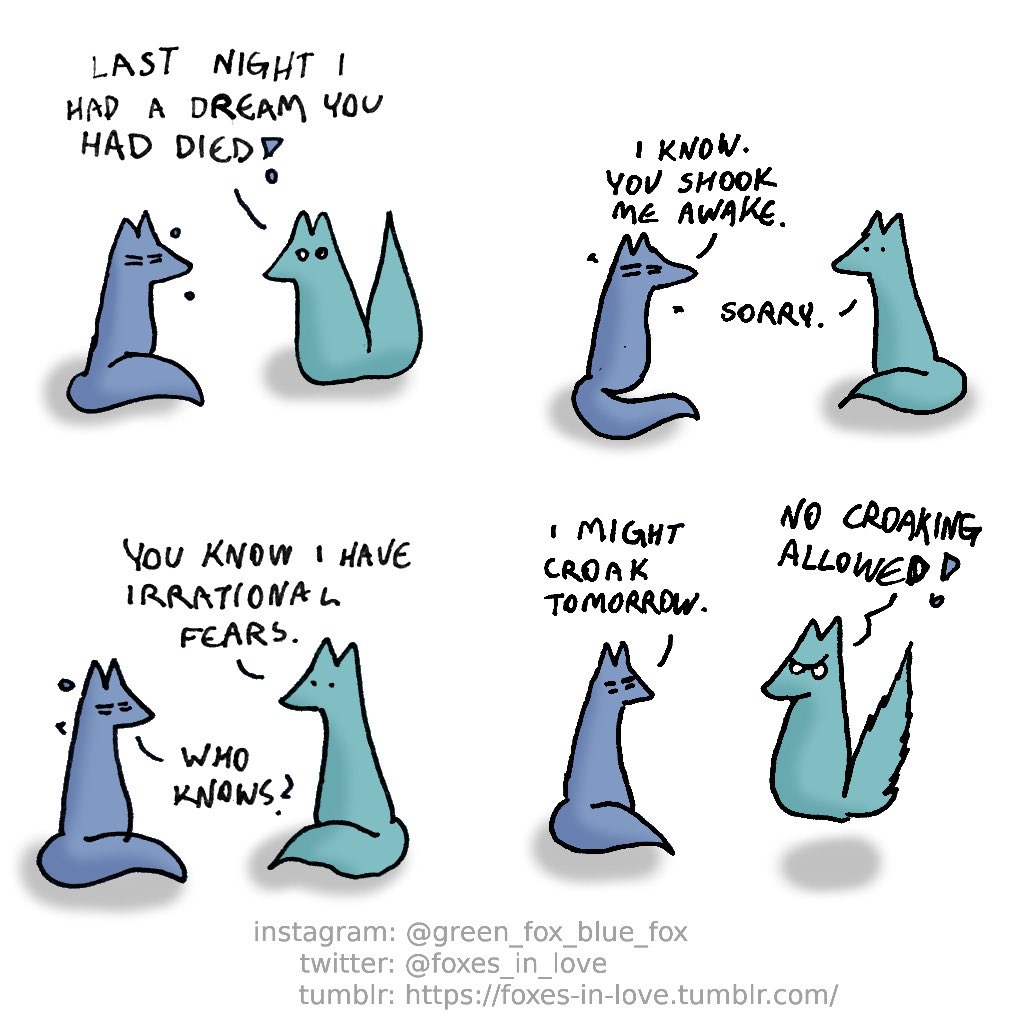 LAST NIGHT I
HAD A DREAM YOU
HAD DIED!
I KNOW.
YOU SHOOK
ME AWAKE.
SORRY.
YOU KNOW I HAVE
IRRATIONAL
FEARS.
WHO
KNOWS?
I MIGHT
CROAK
TOMORROW.
NO CROAKING
ALLOWED!
instagram: @green_fox_blue_fox
twitter: @foxes_in_love
tumblr: https://foxes-in-love.tumblr.com/